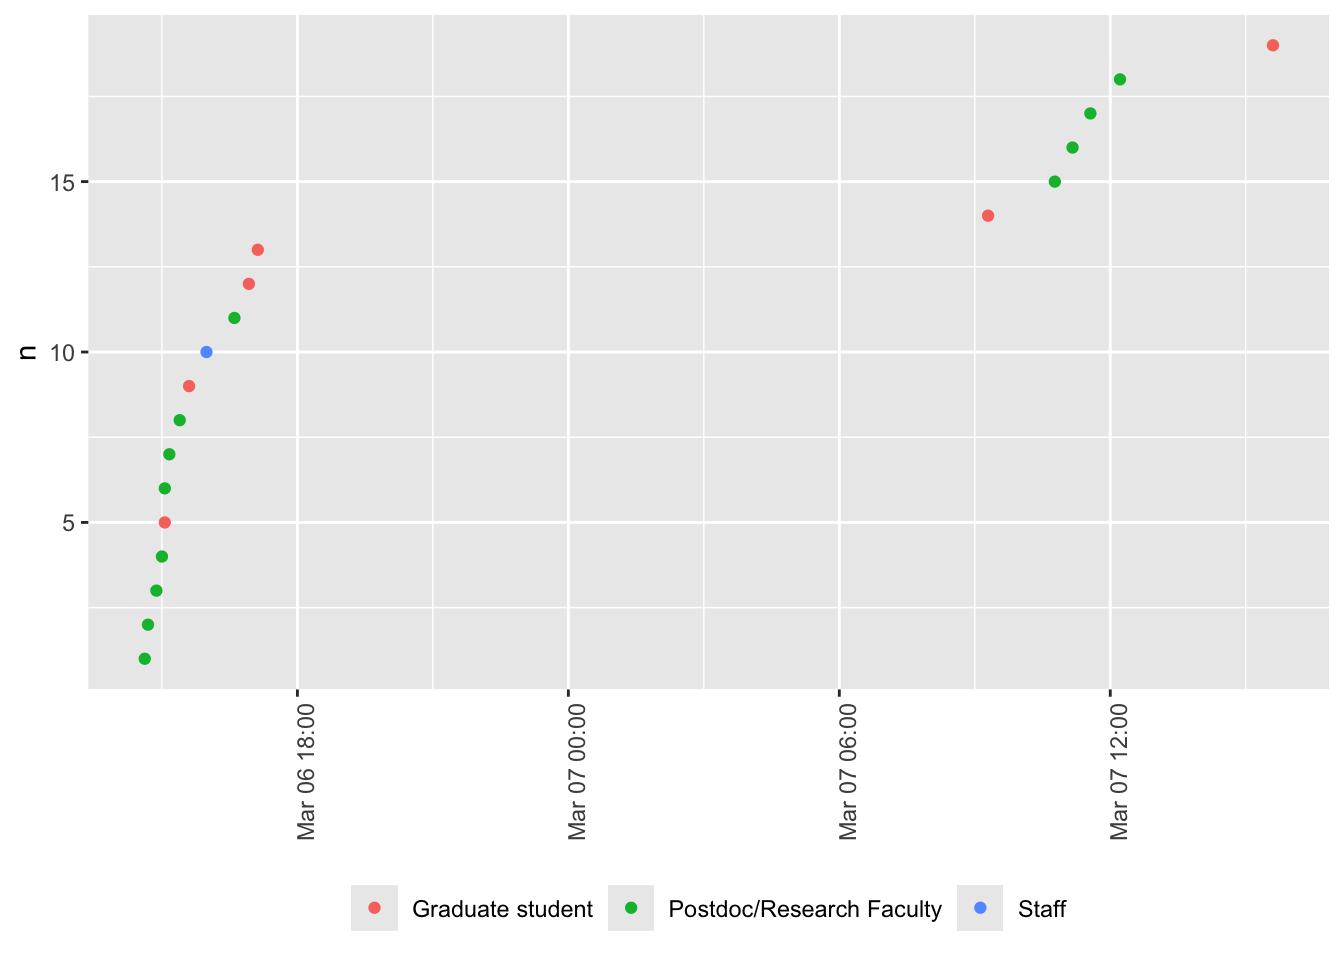 15
10
5
n
Mar 06 18:00
Mar 07 00:00
Mar 07 06:00
Mar 07 12:00
Graduate student
Postdoc/Research Faculty
Staff